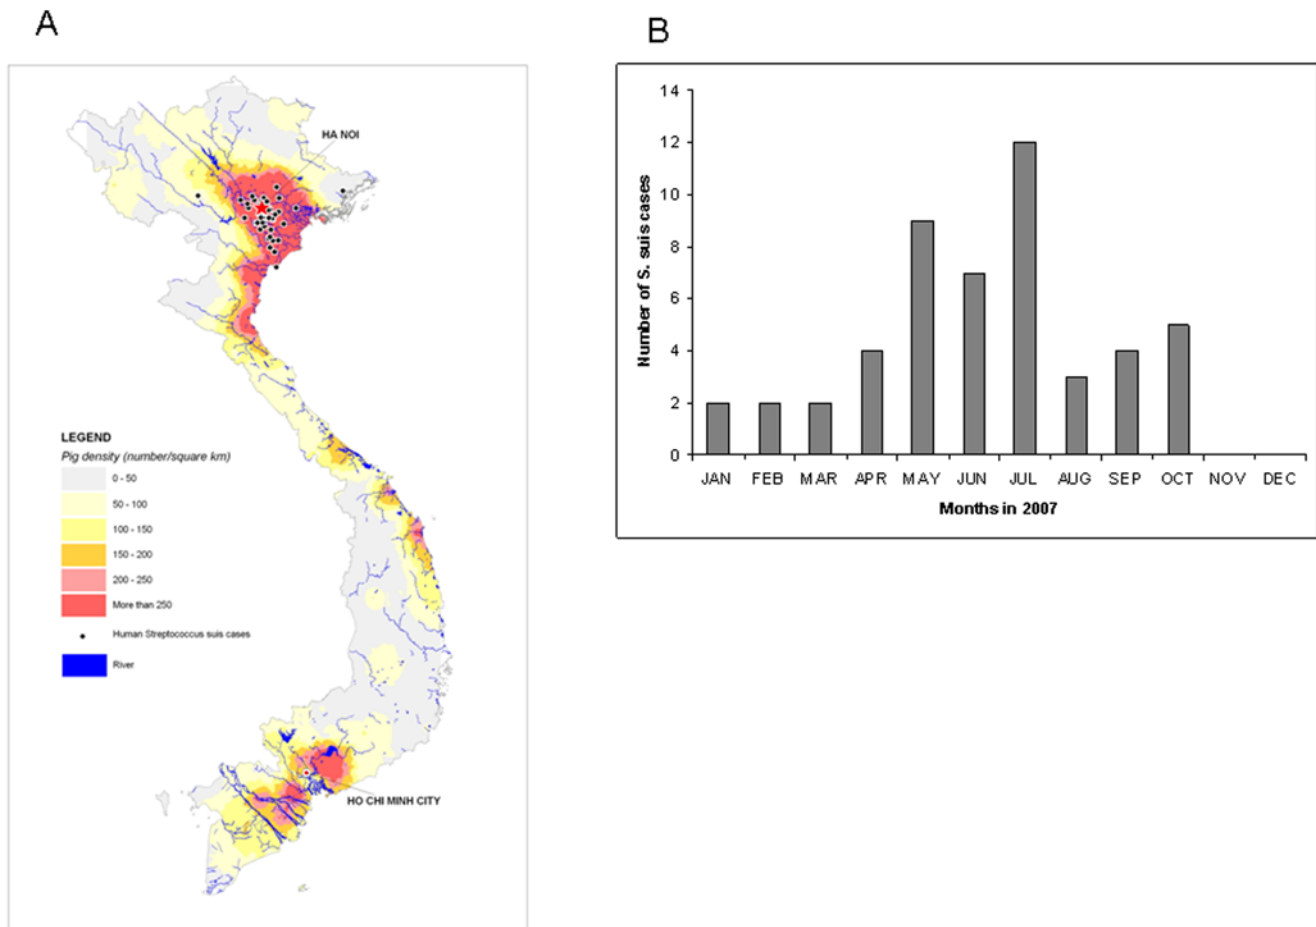 A
HA NOI
LEGEND
Pig density (number/square km)
0 - 50
50 - 100
100 - 150
150 - 200
200 - 250
More than 250
Human Streptococcus suis cases
River
HO CHI MINH CITY
B
14
12
10
8
6
4
2
0
Number of S. suis cases
JAN FEB MAR APR MAY JUN JUL AUG SEP OCT NOV DEC
Months in 2007